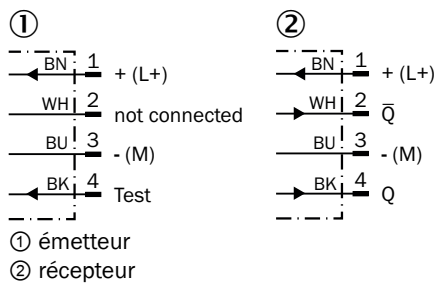 ① ②
BN 1 + (L+)
WH 2 not connected
BU 3 - (M)
BK 4 Test
BN 1 + (L+)
WH 2 Q̅
BU 3 - (M)
BK 4 Q
① émetteur
② récepteur